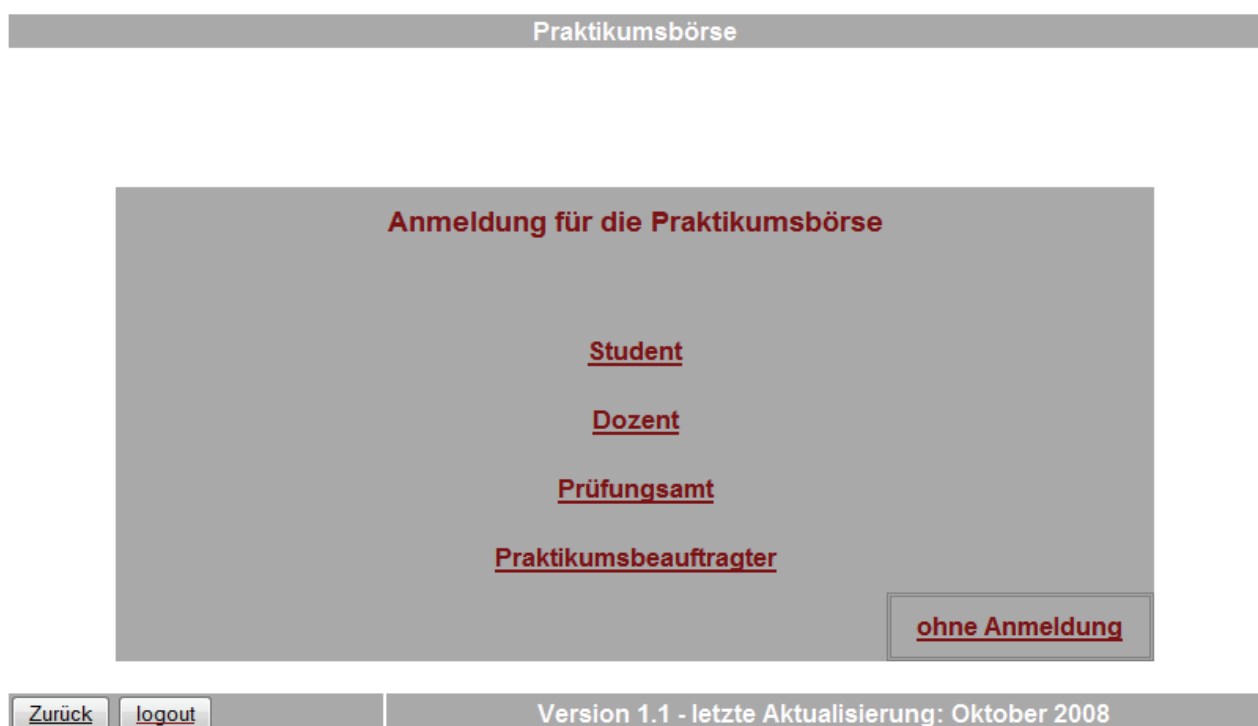 Praktikumsbörse
Anmeldung für die Praktikumsbörse
Student
Dozent
Prüfungsamt
Praktikumsbeauftragter
ohne Anmeldung
Zurück logout Version 1.1 - letzte Aktualisierung: Oktober 2008